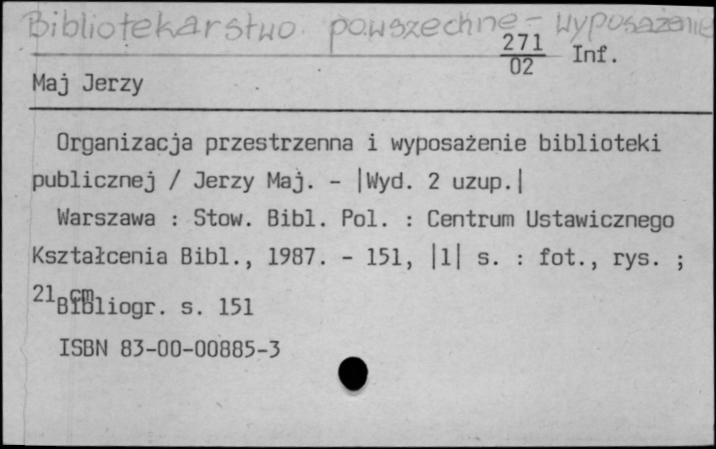 Bibliotekarstwo powszechne - wyposażenie
271
02
Inf.
Maj Jerzy
Organizacja przestrzenna i wyposażenie biblioteki
publicznej / Jerzy Maj. - |Wyd. 2 uzup.|
Warszawa : Stow. Bibl. Pol. : Centrum Ustawicznego
Kształcenia Bibl., 1987. - 151, |1| s. : fot., rys. ;
21 cm
Bibliogr. s. 151
ISBN 83-00-00885-3